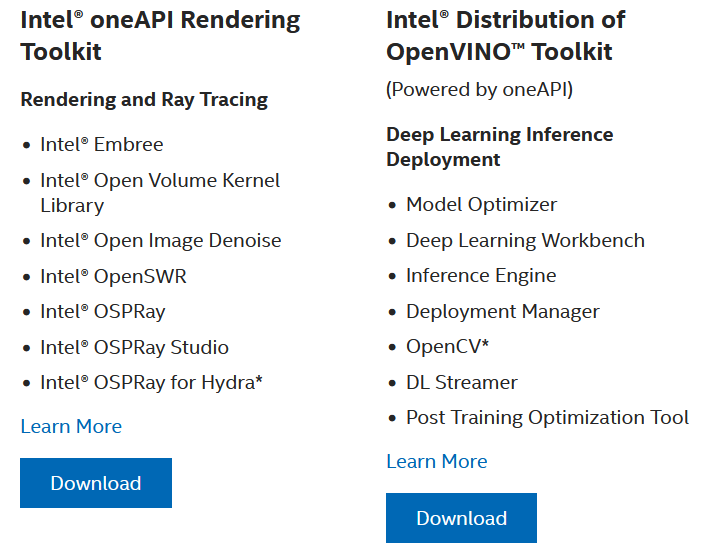 Intel® oneAPI Rendering
Toolkit
Rendering and Ray Tracing
• Intel® Embree
• Intel® Open Volume Kernel
Library
• Intel® Open Image Denoise
• Intel® OpenSWR
• Intel® OSPRay
• Intel® OSPRay Studio
• Intel® OSPRay for Hydra*
Learn More
Download
Intel® Distribution of
OpenVINO™ Toolkit
(Powered by oneAPI)
Deep Learning Inference
Deployment
• Model Optimizer
• Deep Learning Workbench
• Inference Engine
• Deployment Manager
• OpenCV*
• DL Streamer
• Post Training Optimization Tool
Learn More
Download